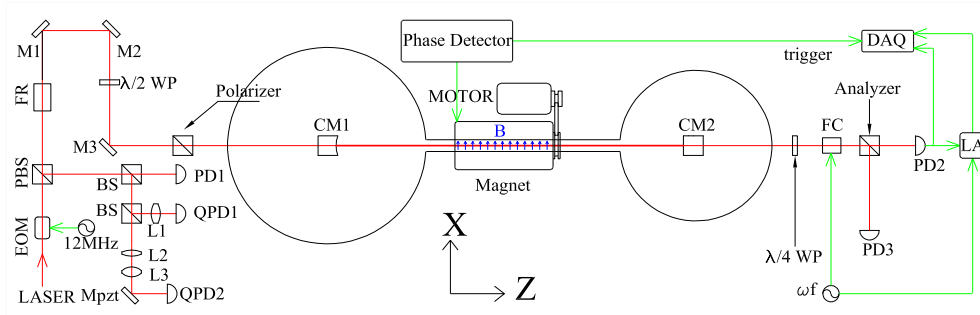 M1
M2
λ/2 WP
FR
M3
Polarizer
PBS
BS
PD1
EOM
12MHz
BS
QPD1
L1
L2
L3
LASER
Mpzt
QPD2
CM1
Phase Detector
MOTOR
B
Magnet
X
Z
CM2
trigger
DAQ
Analyzer
FC
PD2
LA
λ/4 WP
PD3
ωf